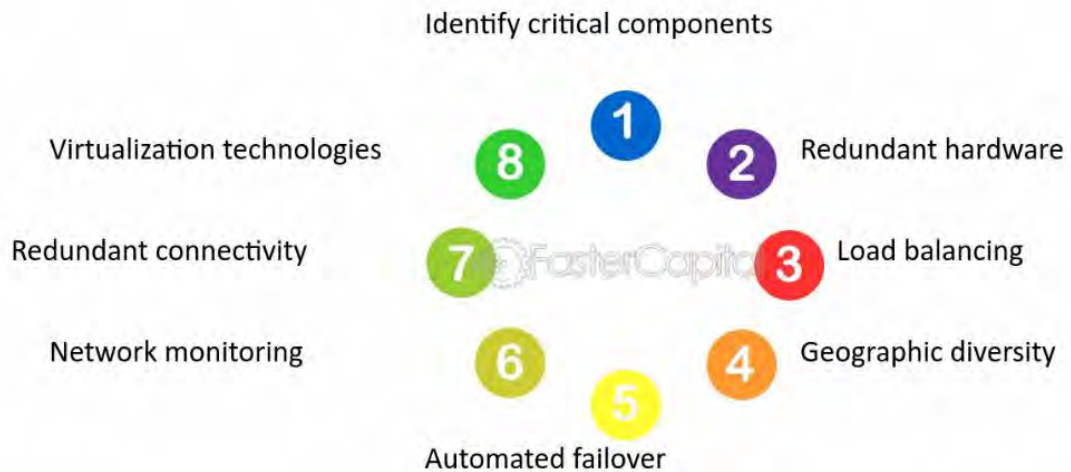 Identify critical components
1
Virtualization technologies
8
2
Redundant hardware
Redundant connectivity
7
FasterCapital
3
Load balancing
Network monitoring
6
4
Geographic diversity
5
Automated failover